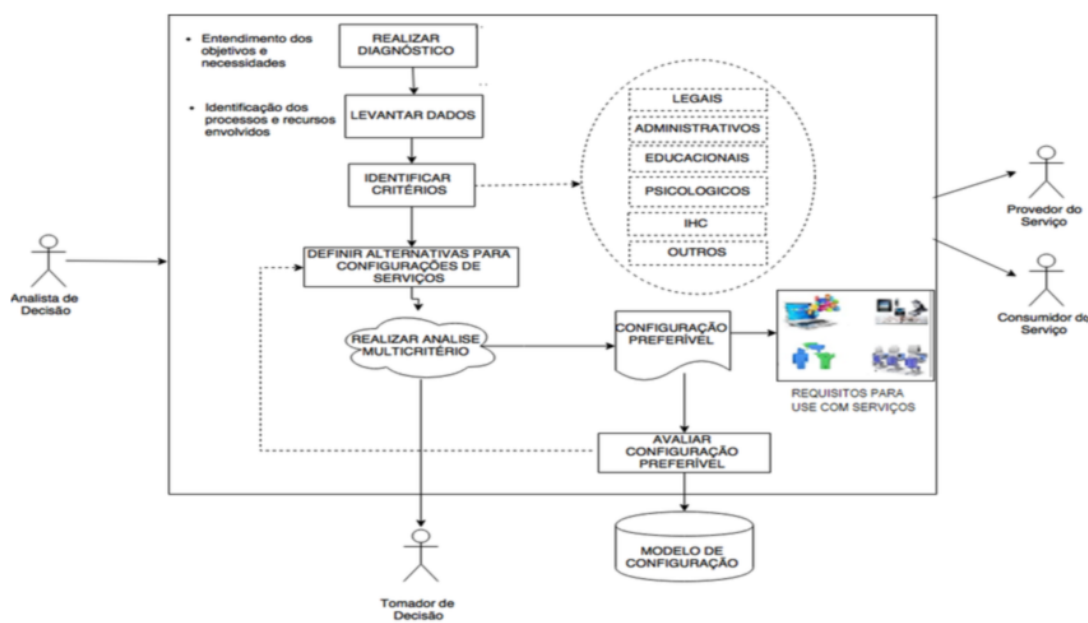 • Entendimento dos
objetivos e
necessidades
REALIZAR
DIAGNÓSTICO
• Identificação dos
processos e recursos
envolvidos
LEVANTAR DADOS
IDENTIFICAR
CRITÉRIOS
LEGAIS
ADMINISTRATIVOS
EDUCACIONAIS
PSICOLOGICOS
IHC
OUTROS
Provedor do
Serviço
Analista de
Decisão
DEFINIR ALTERNATIVAS PARA
CONFIGURAÇÕES DE
SERVIÇOS
Consumidor do
Serviço
REALIZAR ANÁLISE
MULTICRITÉRIO
CONFIGURAÇÃO
PREFERÍVEL
REQUISITOS PARA
USE COM SERVIÇOS
AVALIAR
CONFIGURAÇÃO
PREFERÍVEL
MODELO DE
CONFIGURAÇÃO
Tomador de
Decisão